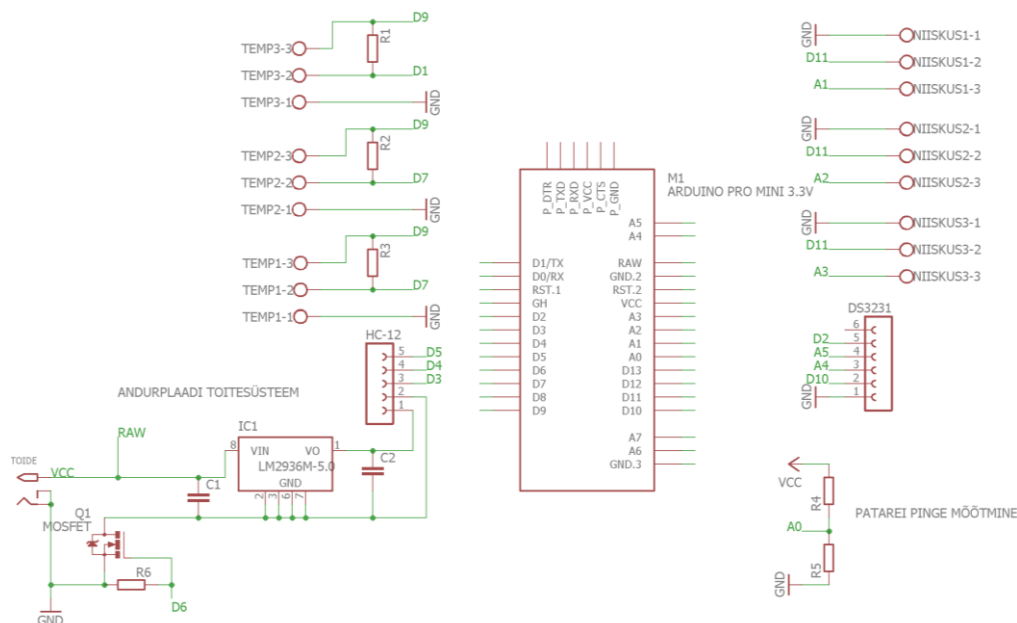 D9
R1
TEMP3-3
TEMP3-2
D1
TEMP3-1
GND
D9
R2
TEMP2-3
TEMP2-2
D7
TEMP2-1
GND
D9
R3
TEMP1-3
TEMP1-2
D7
TEMP1-1
GND
HC-12
5
D5
4
D4
3
D3
2
1
ANDURPLAADI TOITESÜSTEEM
RAW
IC1
TOIDE
VCC
8
VIN
VO
1
LM2936M-5.0
GND
2
3
6
7
C1
C2
Q1
MOSFET
R6
D6
GND
M1
ARDUINO PRO MINI 3.3V
P_DTR
P_TXD
P_RXD
P_VCC
P_CTS
P_GND
A5
A4
D1/TX
RAW
D0/RX
GND.2
RST.1
RST.2
GH
VCC
D2
A3
D3
A2
D4
A1
D5
A0
D6
D13
D7
D12
D8
D11
D9
D10
A7
A6
GND.3
GND
NIISKUS1-1
D11
NIISKUS1-2
A1
NIISKUS1-3
GND
NIISKUS2-1
D11
NIISKUS2-2
A2
NIISKUS2-3
GND
NIISKUS3-1
D11
NIISKUS3-2
A3
NIISKUS3-3
DS3231
6
D2
5
A5
4
A4
3
D10
2
GND
1
VCC
R4
A0
PATAREI PINGE MÕÕTMINE
R5
GND